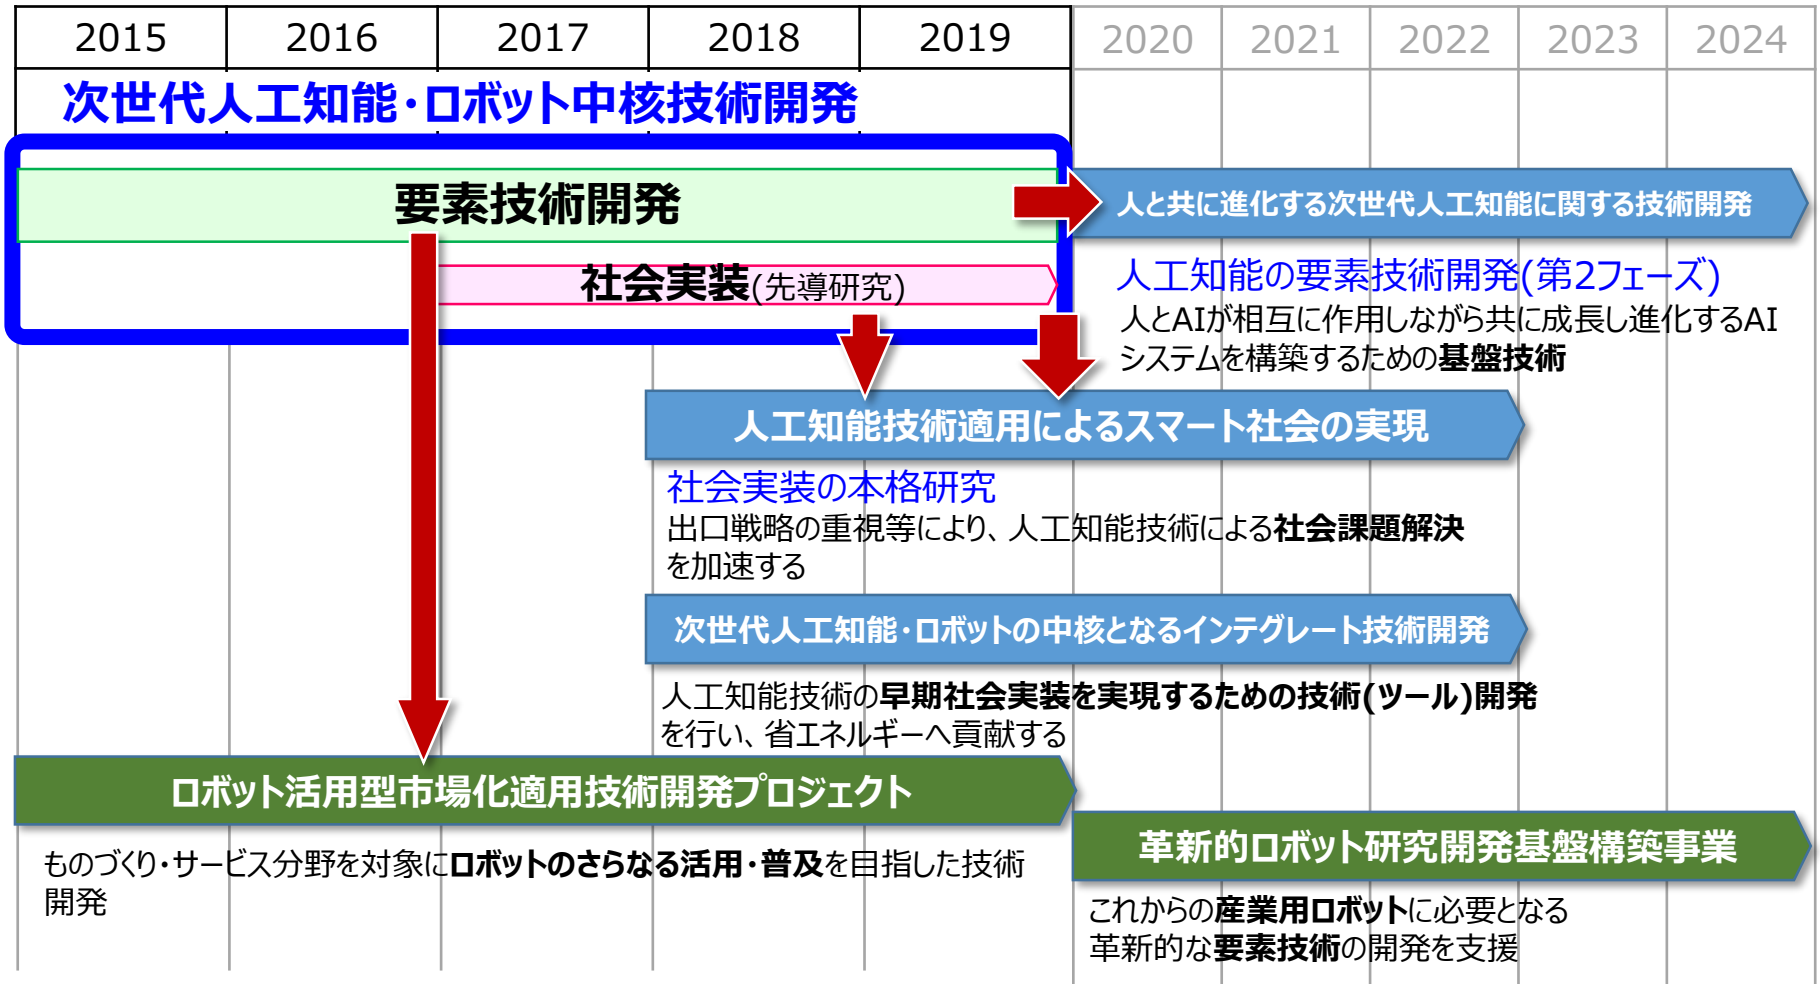 2015 2016 2017 2018 2019 2020 2021 2022 2023 2024
次世代人工知能・ロボット中核技術開発
要素技術開発
人と共に進化する次世代人工知能に関する技術開発
社会実装(先導研究)
人工知能の要素技術開発(第2フェーズ)
人とAIが相互に作用しながら共に成長し進化するAI
システムを構築するための基盤技術
人工知能技術適用によるスマート社会の実現
社会実装の本格研究
出口戦略の重視等により、人工知能技術による社会課題解決
を加速する
次世代人工知能・ロボットの中核となるインテグレート技術開発
人工知能技術の早期社会実装を実現するための技術(ツール)開発
を行い、省エネルギーへ貢献する
ロボット活用型市場化適用技術開発プロジェクト
ものづくり・サービス分野を対象にロボットのさらなる活用・普及を目指した技術
開発
革新的ロボット研究開発基盤構築事業
これからの産業用ロボットに必要となる
革新的な要素技術の開発を支援